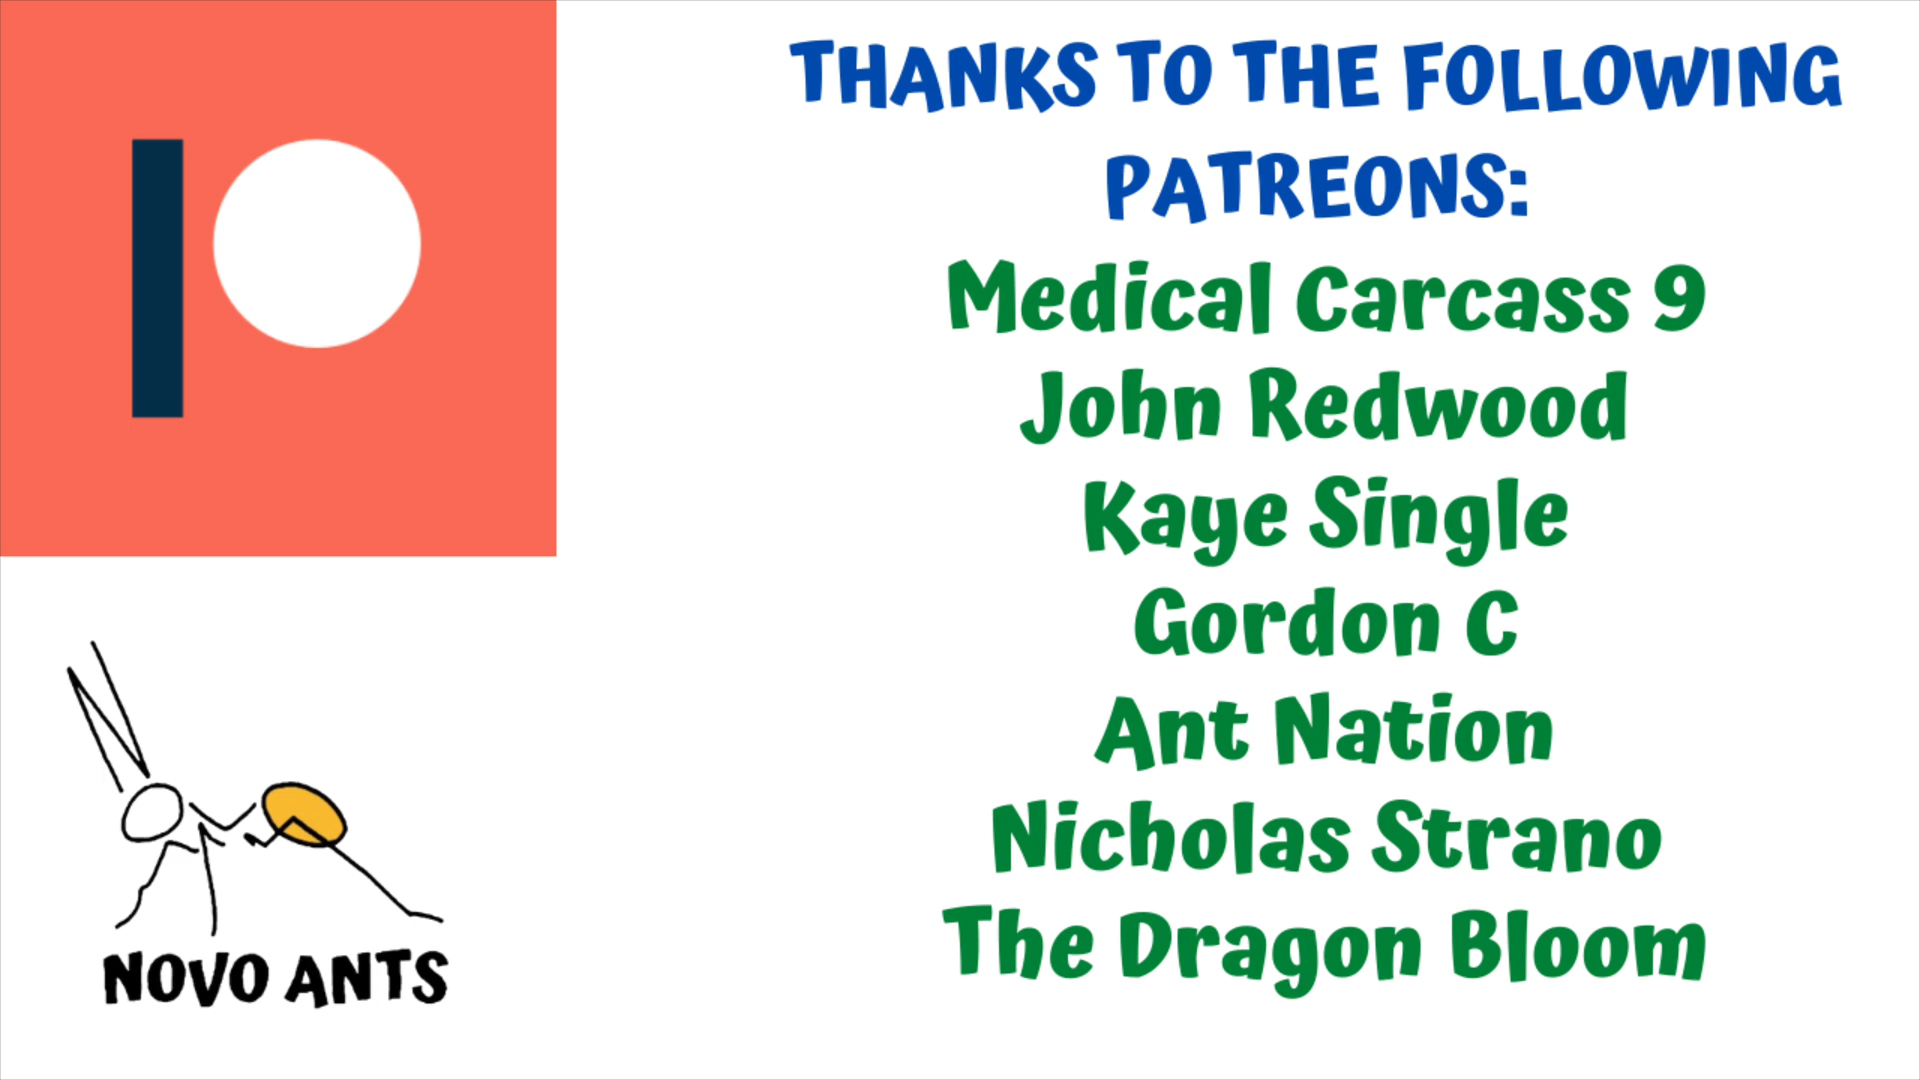 THANKS TO THE FOLLOWING
PATREONS:
Medical Carcass 9
John Redwood
Kaye Single
Gordon C
Ant Nation
Nicholas Strano
The Dragon Bloom
NOVO ANTS